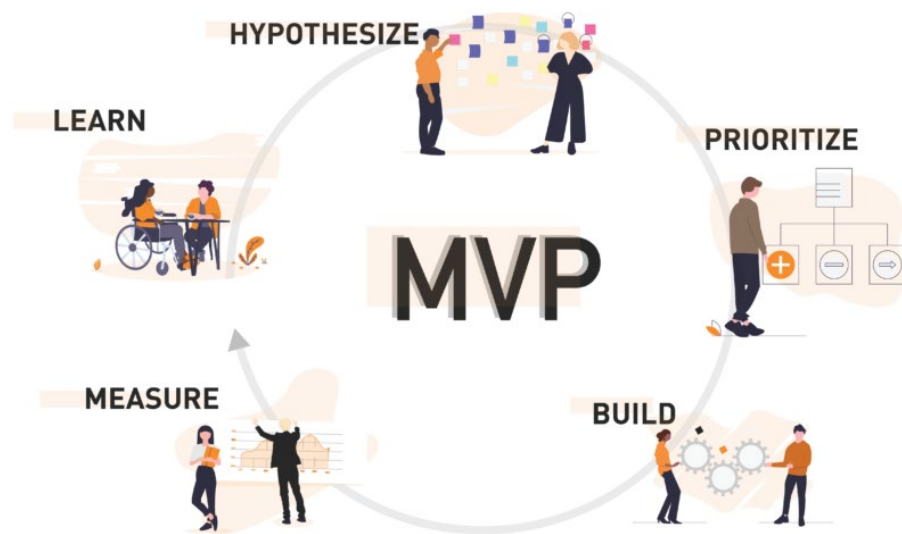 HYPOTHESIZE
LEARN
PRIORITIZE
MVP
MEASURE
BUILD